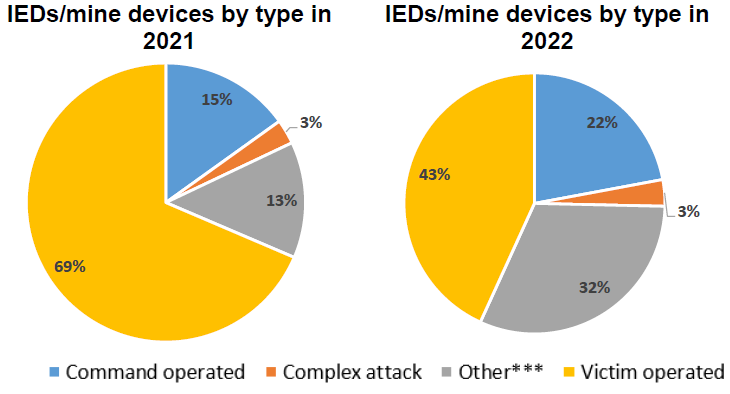 IEDs/mine devices by type in
2021
15%
3%
13%
69%
IEDs/mine devices by type in
2022
22%
3%
32%
43%
Command operated
Complex attack
Other***
Victim operated